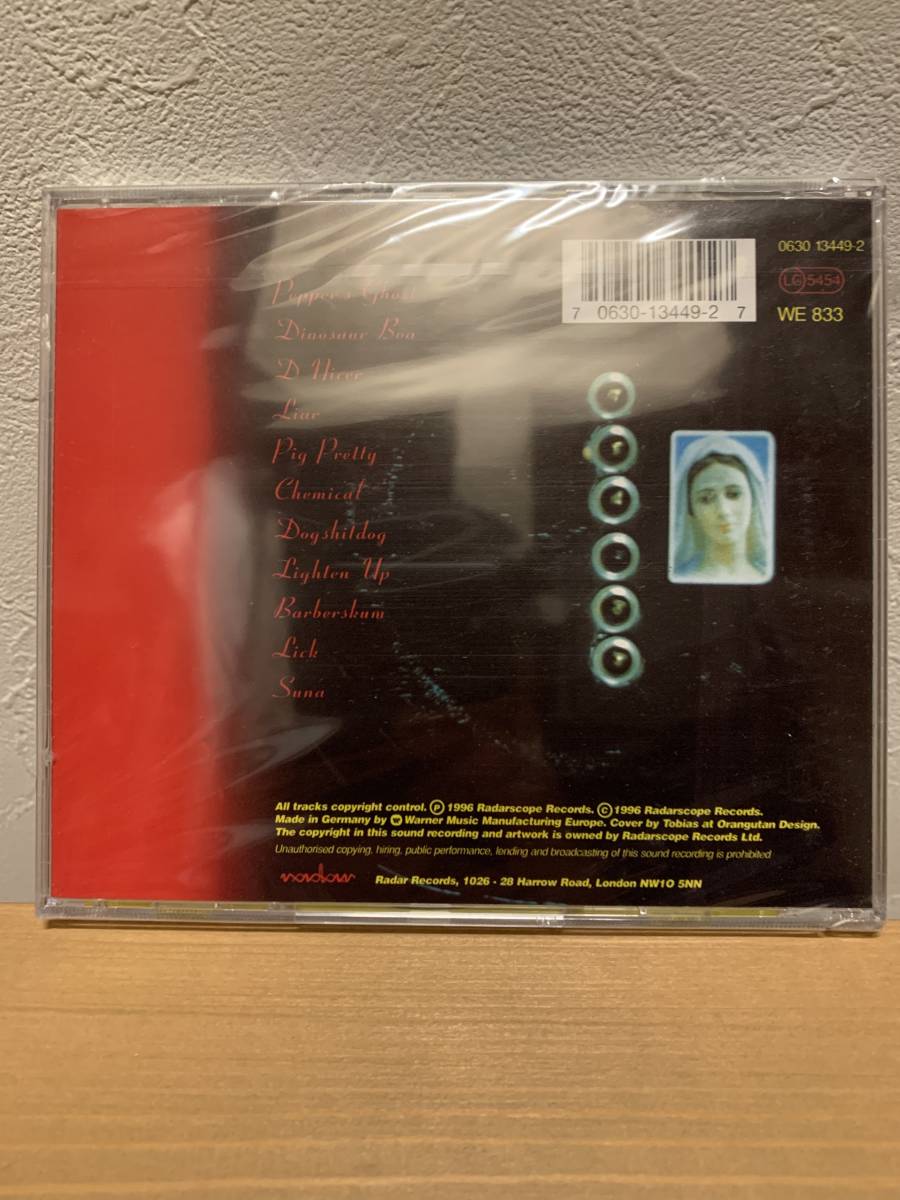 0630 13449-2
LC 5454
7 0630-13449-2 7
WE 833
Pepper's Ghost
Dinosaur Boa
D Nicer
Liar
Pig Pretty
Chemical
Dogshitdog
Lighten Up
Barberskum
Lick
Suna
All tracks copyright control. Ⓟ 1996 Radarscope Records. © 1996 Radarscope Records.
Made in Germany by Warner Music Manufacturing Europe. Cover by Tobias at Orangutan Design.
The copyright in this sound recording and artwork is owned by Radarscope Records Ltd.
Unauthorised copying, hiring, public performance, lending and broadcasting of this sound recording is prohibited
radar Radar Records, 1026 - 28 Harrow Road, London NW1O 5NN